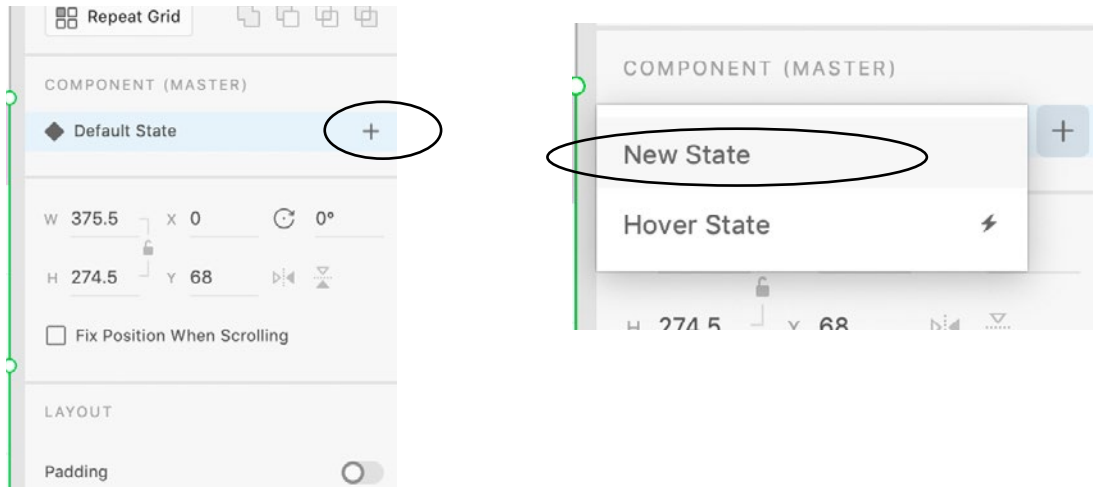 Repeat Grid
COMPONENT (MASTER)
Default State
W 375.5 X 0 0°
H 274.5 Y 68
Fix Position When Scrolling
LAYOUT
Padding
COMPONENT (MASTER)
New State
Hover State
H 274.5 Y 68